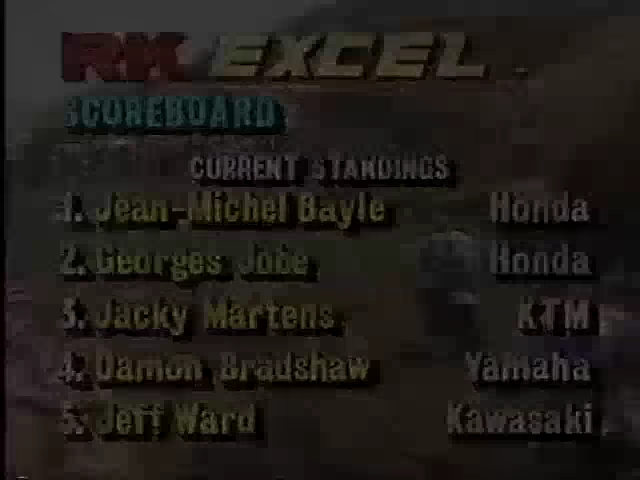 RK EXCEL
SCOREBOARD
CURRENT STANDINGS
1. Jean-Michel Bayle Honda
2. Georges Jobe Honda
3. Jacky Martens KTM
4. Damon Bradshaw Yamaha
5. Jeff Ward Kawasaki